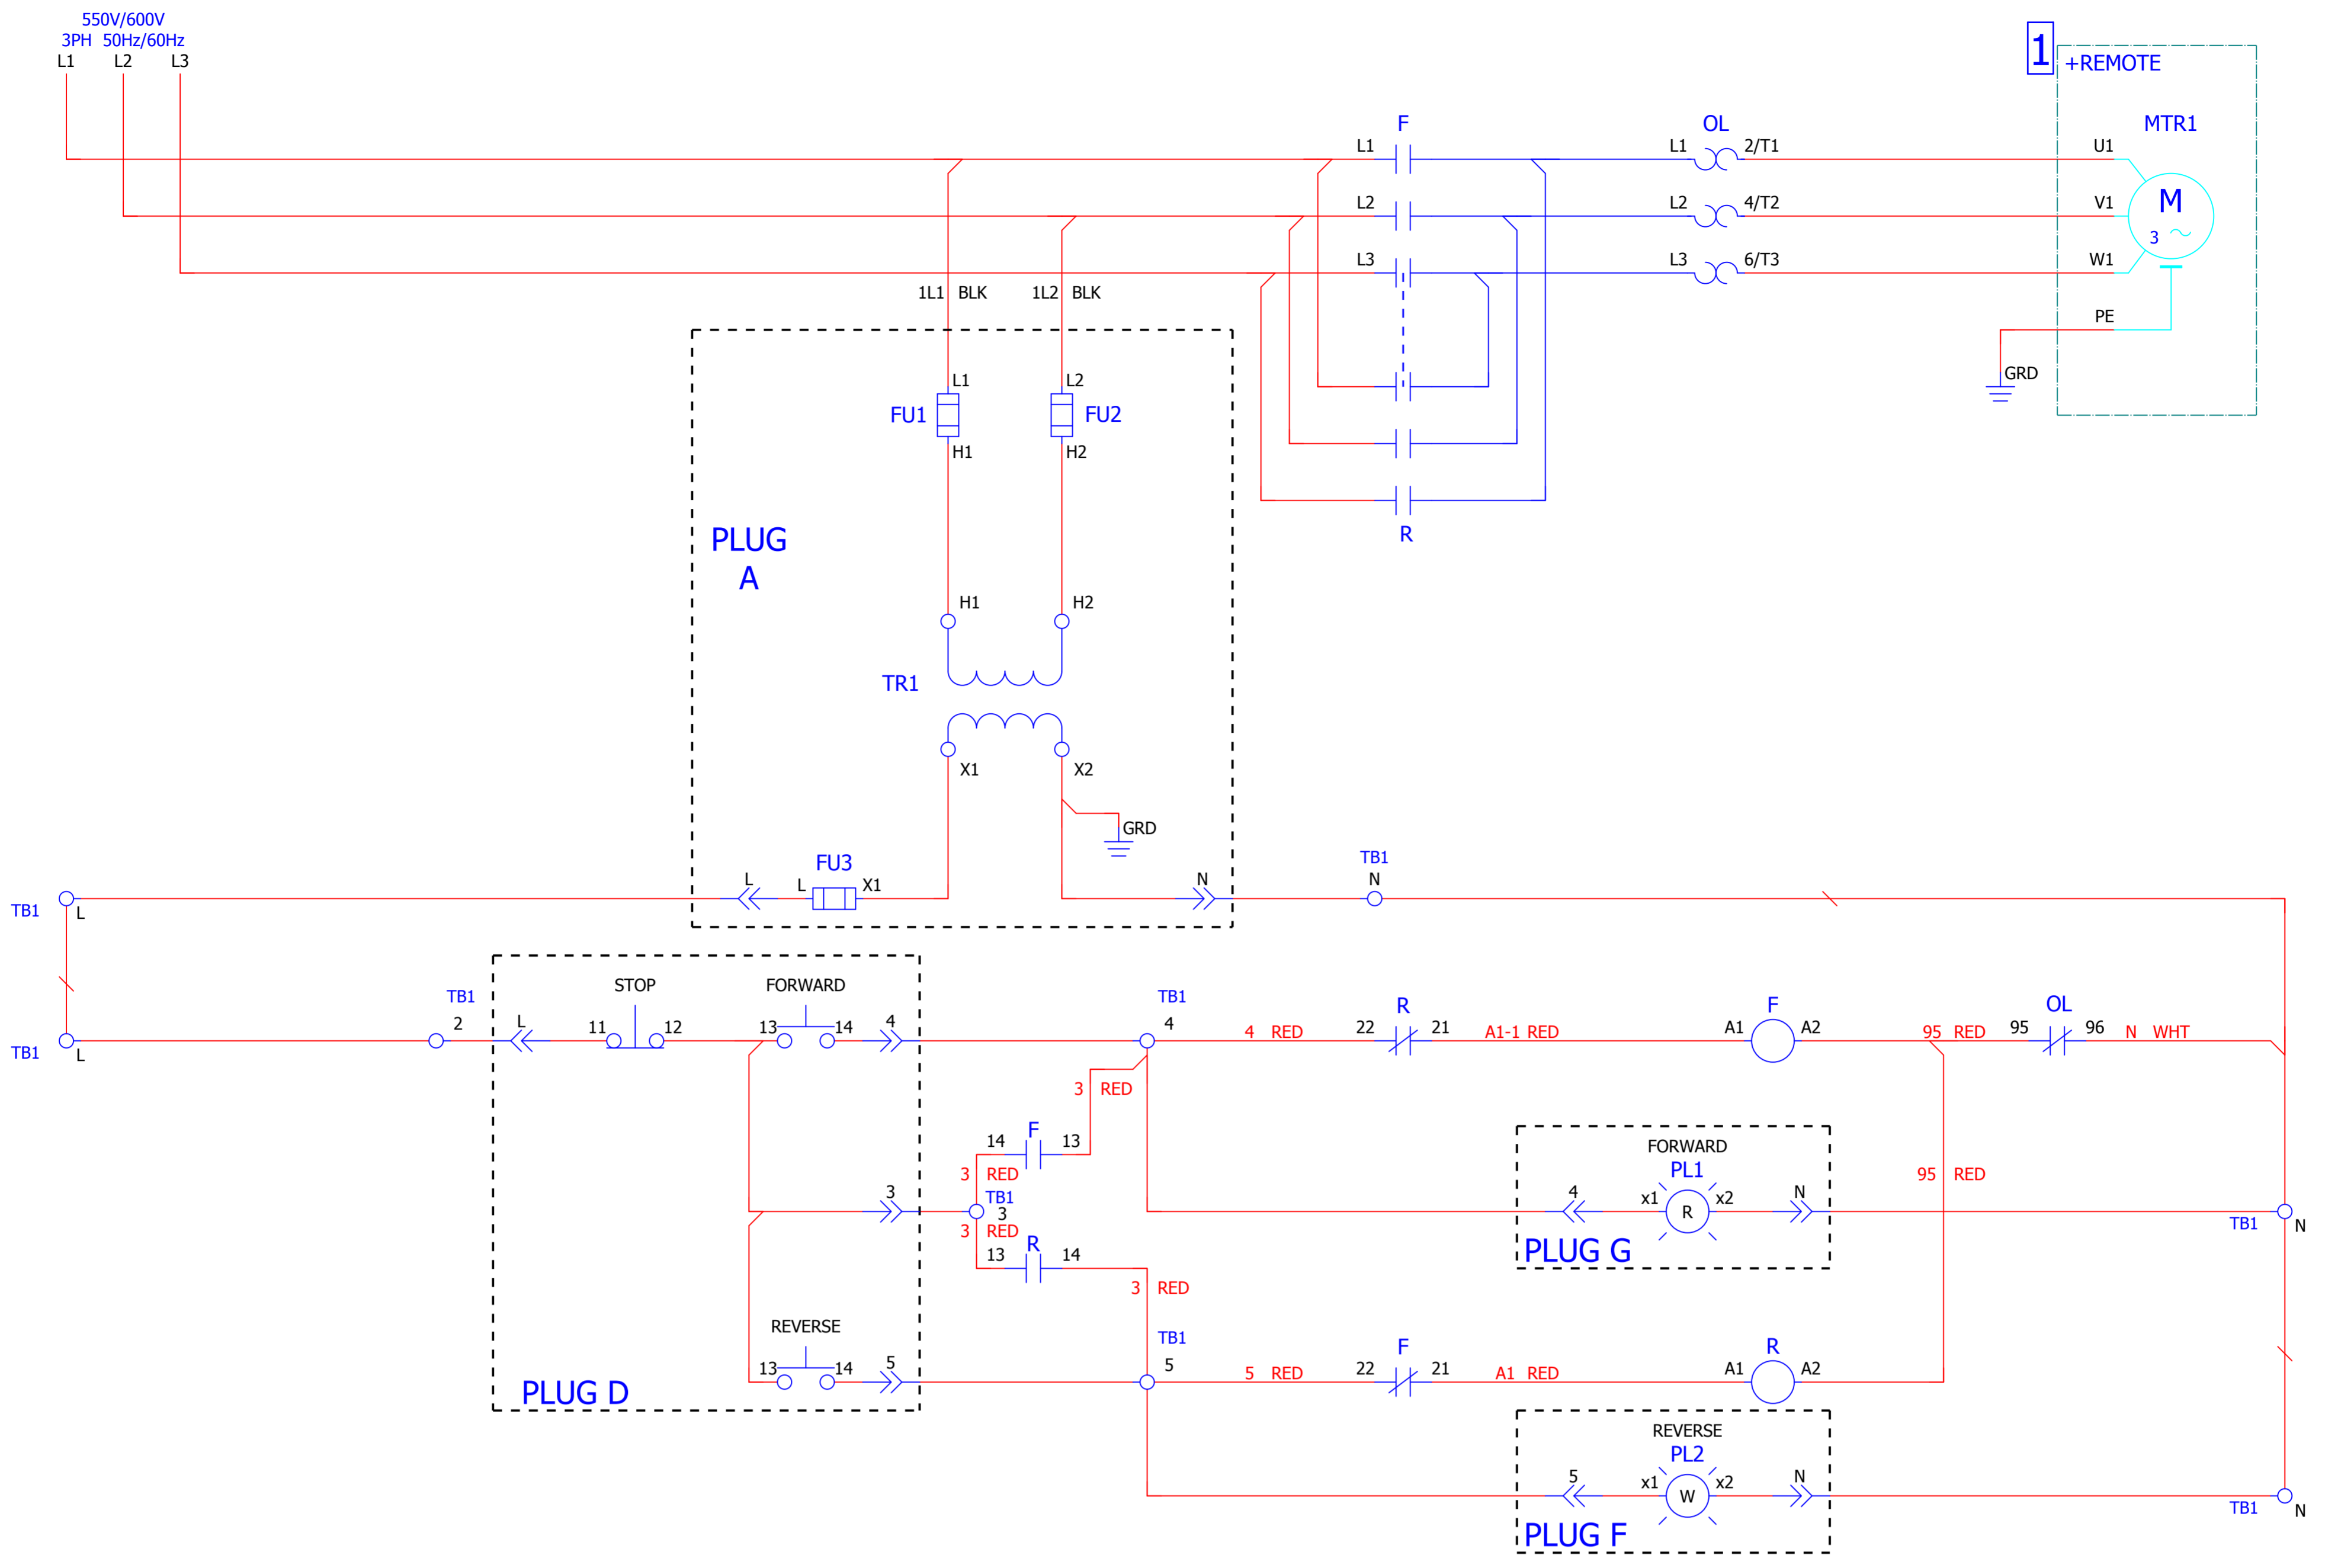 550V/600V
3PH 50Hz/60Hz
L1 L2 L3
1
+REMOTE
F OL MTR1
L1 L1 2/T1 U1
L2 L2 4/T2 V1
M
3
L3 L3 6/T3 W1
1L1 BLK 1L2 BLK
PE
GRD
L1 L2
FU1 FU2
H1 H2
R
PLUG
A
H1 H2
TR1
X1 X2
GRD
FU3
TB1
L L X1 N N
TB1 L
STOP FORWARD
TB1 TB1 R F OL
2 L 11 12 13 14 4 4
4 RED 22 21 A1-1 RED A1 A2 95 RED 95 96 N WHT
TB1 L
3 RED
F
14 13
FORWARD
PL1
3 RED
95 RED
3
TB1
3
4 x1 R x2 N
3 RED
TB1 N
R
13 14
PLUG G
3 RED
REVERSE
TB1 F R
13 14 5 5
5 RED 22 21 A1 RED A1 A2
PLUG D
REVERSE
PL2
5 x1 W x2 N
TB1 N
PLUG F